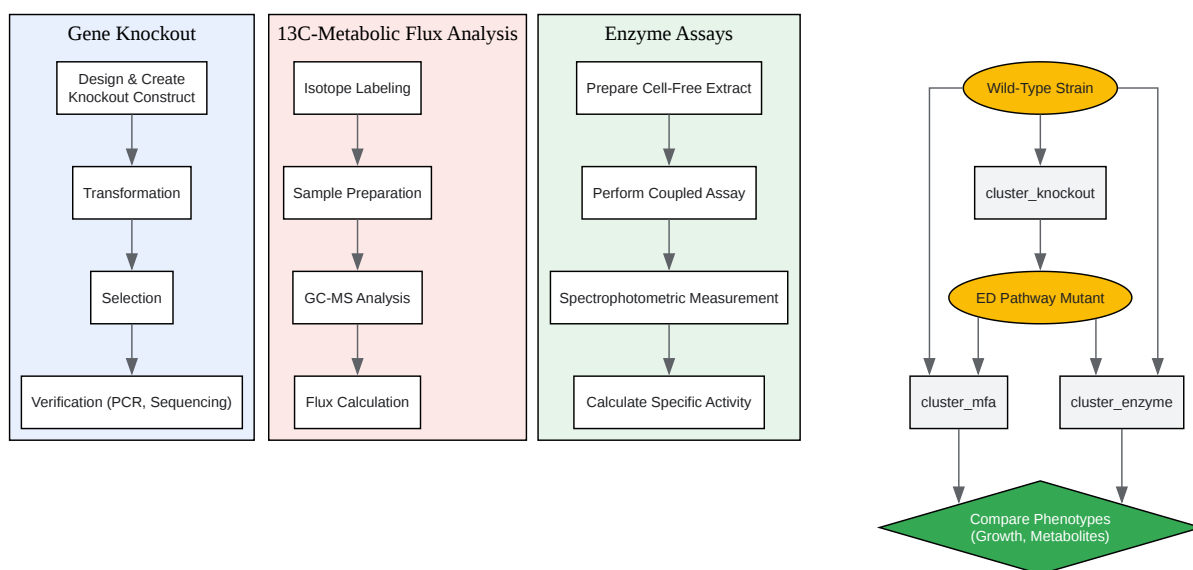 Gene Knockout
Design & Create
Knockout Construct
Transformation
Selection
Verification (PCR, Sequencing)
13C-Metabolic Flux Analysis
Isotope Labeling
Sample Preparation
GC-MS Analysis
Flux Calculation
Enzyme Assays
Prepare Cell-Free Extract
Perform Coupled Assay
Spectrophotometric Measurement
Calculate Specific Activity
Wild-Type Strain
cluster_knockout
ED Pathway Mutant
cluster_mfa
cluster_enzyme
Compare Phenotypes
(Growth, Metabolites)